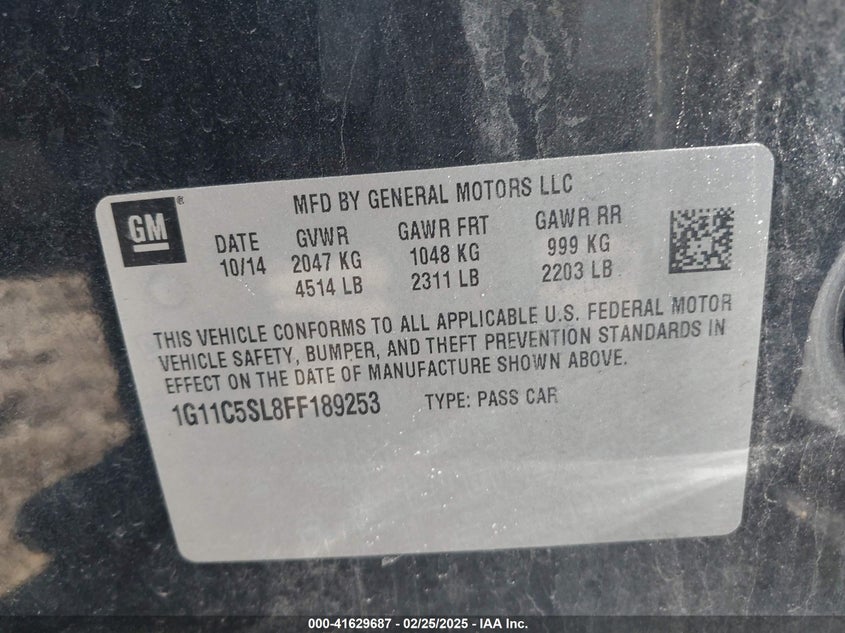 GM®
MFD BY GENERAL MOTORS LLC
DATE GVWR GAWR FRT GAWR RR
10/14 2047 KG 1048 KG 999 KG
4514 LB 2311 LB 2203 LB
THIS VEHICLE CONFORMS TO ALL APPLICABLE U.S. FEDERAL MOTOR
VEHICLE SAFETY, BUMPER, AND THEFT PREVENTION STANDARDS IN
EFFECT ON THE DATE OF MANUFACTURE SHOWN ABOVE.
1G11C5SL8FF189253 TYPE: PASS CAR
000-41629687 - 02/25/2025 - IAA Inc.